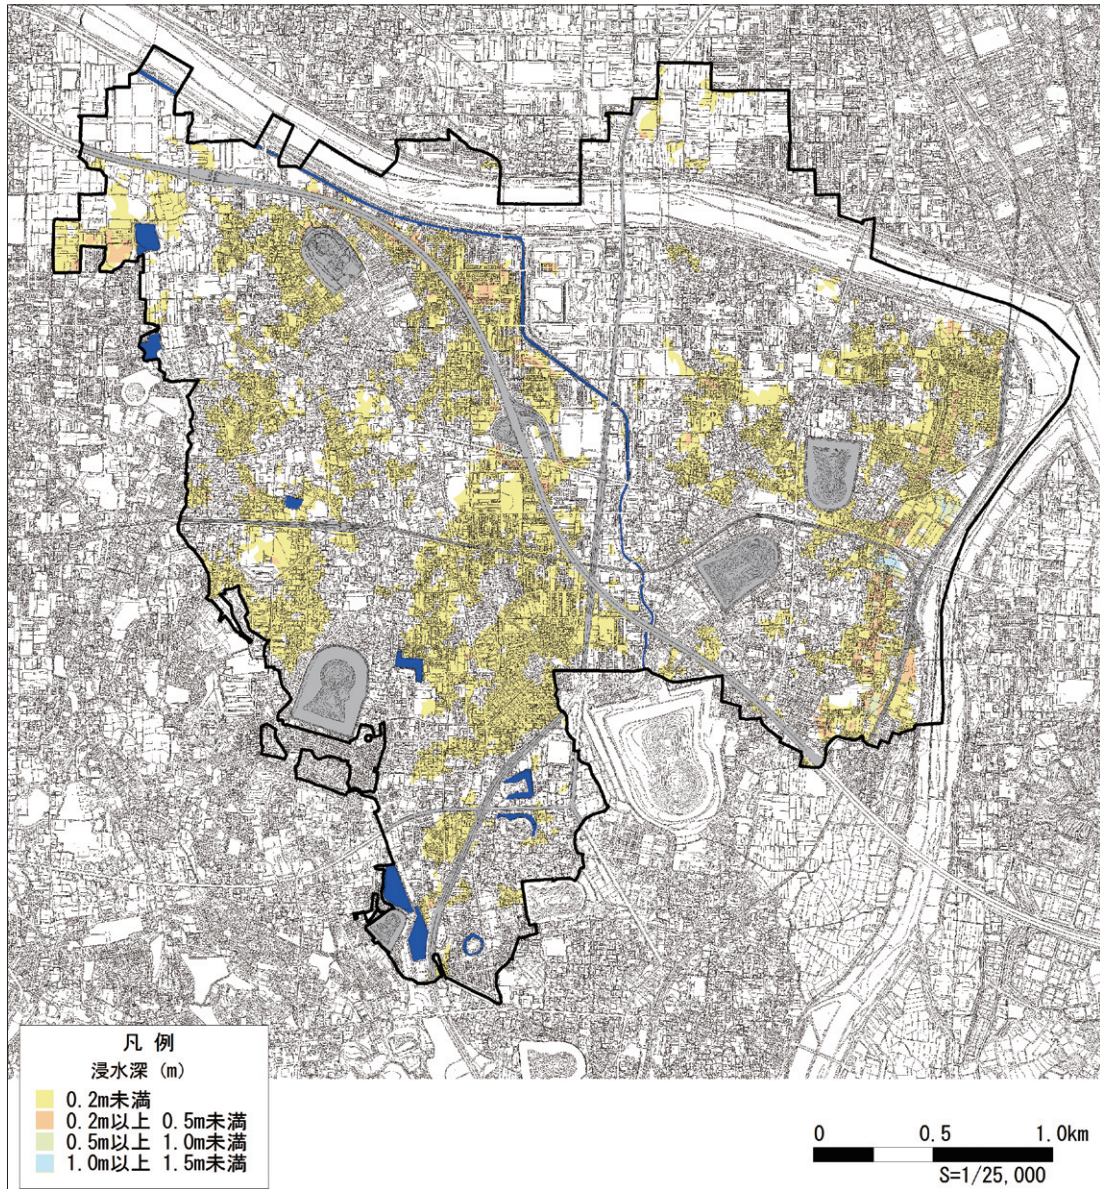 凡 例
浸水深 (m)
0.2m未満
0.2m以上 0.5m未満
0.5m以上 1.0m未満
1.0m以上 1.5m未満
0 0.5 1.0km
S=1/25,000